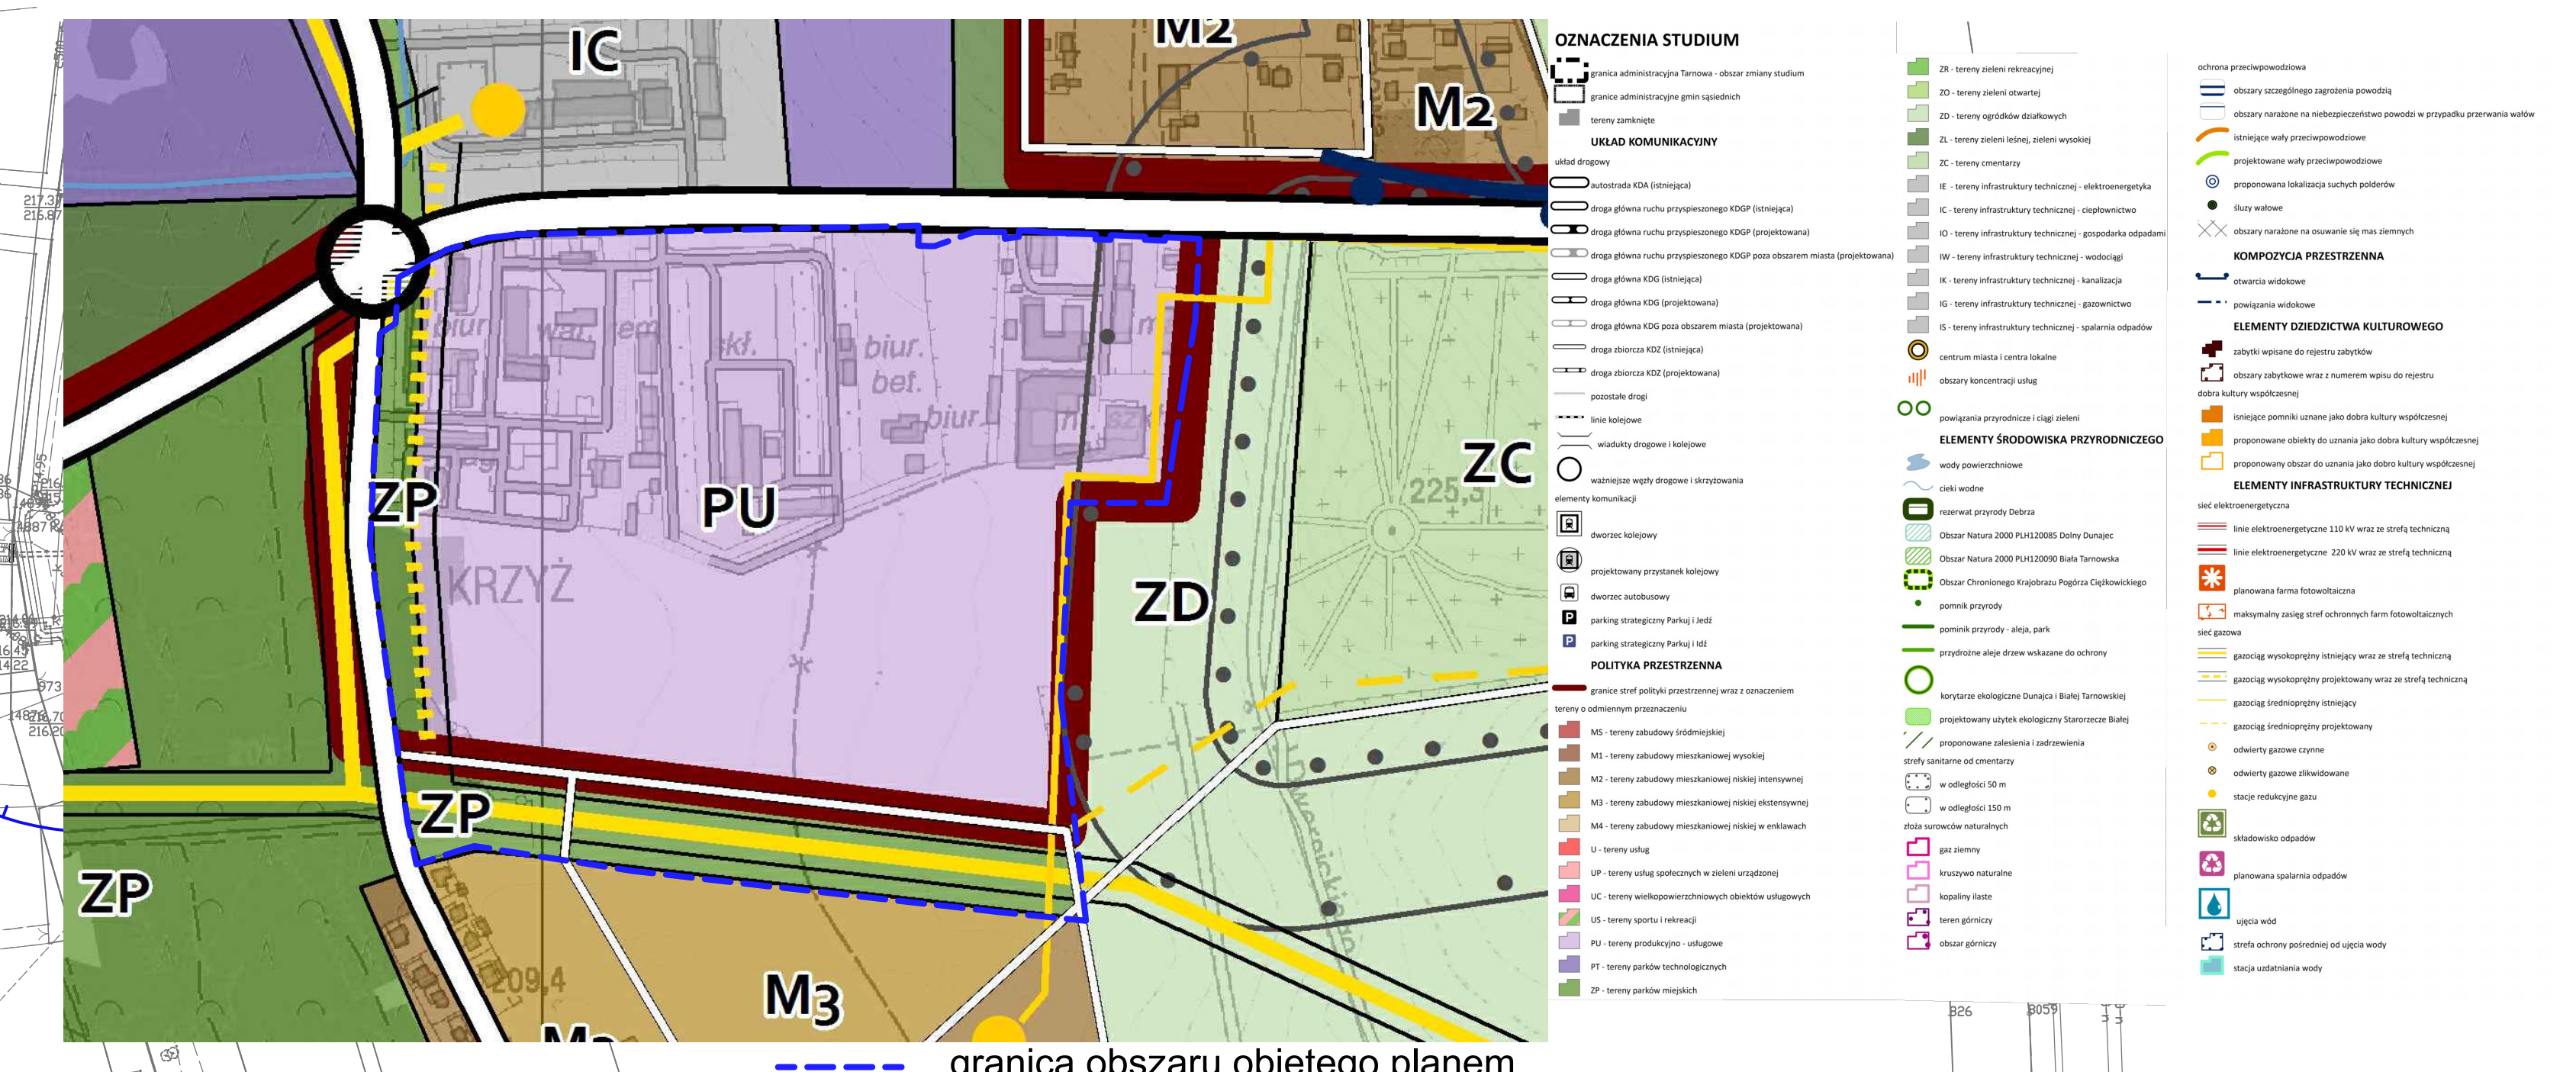 IC
M2
M2
217.37
216.87
biur.
war. rem
skł.
biur.
bet.
biur.
ZP
PU
ZC
225,3
KRZYŻ
ZD
ZP
ZP
209,4
M3
granica obszaru objętego planem
OZNACZENIA STUDIUM
granica administracyjna Tarnowa - obszar zmiany studium
granice administracyjne gmin sąsiednich
tereny zamknięte
UKŁAD KOMUNIKACYJNY
układ drogowy
autostrada KDA (istniejąca)
droga główna ruchu przyspieszonego KDGP (istniejąca)
droga główna ruchu przyspieszonego KDGP (projektowana)
droga główna ruchu przyspieszonego KDGP poza obszarem miasta (projektowana)
droga główna KDG (istniejąca)
droga główna KDG (projektowana)
droga główna KDG poza obszarem miasta (projektowana)
droga zbiorcza KDZ (istniejąca)
droga zbiorcza KDZ (projektowana)
pozostałe drogi
linie kolejowe
wiadukty drogowe i kolejowe
ważniejsze węzły drogowe i skrzyżowania
elementy komunikacji
dworzec kolejowy
projektowany przystanek kolejowy
dworzec autobusowy
P parking strategiczny Parkuj i Jedź
P parking strategiczny Parkuj i Idź
POLITYKA PRZESTRZENNA
granice stref polityki przestrzennej wraz z oznaczeniem
tereny o odmiennym przeznaczeniu
MS - tereny zabudowy śródmiejskiej
M1 - tereny zabudowy mieszkaniowej wysokiej
M2 - tereny zabudowy mieszkaniowej niskiej intensywnej
M3 - tereny zabudowy mieszkaniowej niskiej ekstensywnej
M4 - tereny zabudowy mieszkaniowej niskiej w enklawach
U - tereny usług
UP - tereny usług społecznych w zieleni urządzonej
UC - tereny wielkopowierzchniowych obiektów usługowych
US - tereny sportu i rekreacji
PU - tereny produkcyjno - usługowe
PT - tereny parków technologicznych
ZP - tereny parków miejskich
ZR - tereny zieleni rekreacyjnej
ZO - tereny zieleni otwartej
ZD - tereny ogródków działkowych
ZL - tereny zieleni leśnej, zieleni wysokiej
ZC - tereny cmentarzy
IE - tereny infrastruktury technicznej - elektroenergetyka
IC - tereny infrastruktury technicznej - ciepłownictwo
IO - tereny infrastruktury technicznej - gospodarka odpadami
IW - tereny infrastruktury technicznej - wodociągi
IK - tereny infrastruktury technicznej - kanalizacja
IG - tereny infrastruktury technicznej - gazownictwo
IS - tereny infrastruktury technicznej - spalarnia odpadów
centrum miasta i centra lokalne
obszary koncentracji usług
powiązania przyrodnicze i ciągi zieleni
ELEMENTY ŚRODOWISKA PRZYRODNICZEGO
wody powierzchniowe
cieki wodne
rezerwat przyrody Debrza
Obszar Natura 2000 PLH120085 Dolny Dunajec
Obszar Natura 2000 PLH120090 Biała Tarnowska
Obszar Chronionego Krajobrazu Pogórza Ciężkowickiego
pomnik przyrody
pominik przyrody - aleja, park
przydrożne aleje drzew wskazane do ochrony
korytarze ekologiczne Dunajca i Białej Tarnowskiej
projektowany użytek ekologiczny Starorzecze Białej
proponowane zalesienia i zadrzewienia
strefy sanitarne od cmentarzy
w odległości 50 m
w odległości 150 m
złoża surowców naturalnych
gaz ziemny
kruszywo naturalne
kopaliny ilaste
teren górniczy
obszar górniczy
326
3059
ochrona przeciwpowodziowa
obszary szczególnego zagrożenia powodzią
obszary narażone na niebezpieczeństwo powodzi w przypadku przerwania wałów
istniejące wały przeciwpowodziowe
projektowane wały przeciwpowodziowe
proponowana lokalizacja suchych polderów
śluzy wałowe
obszary narażone na osuwanie się mas ziemnych
KOMPOZYCJA PRZESTRZENNA
otwarcia widokowe
powiązania widokowe
ELEMENTY DZIEDZICTWA KULTUROWEGO
zabytki wpisane do rejestru zabytków
obszary zabytkowe wraz z numerem wpisu do rejestru
dobra kultury współczesnej
isniejące pomniki uznane jako dobra kultury współczesnej
proponowane obiekty do uznania jako dobra kultury współczesnej
proponowany obszar do uznania jako dobro kultury współczesnej
ELEMENTY INFRASTRUKTURY TECHNICZNEJ
sieć elektroenergetyczna
linie elektroenergetyczne 110 kV wraz ze strefą techniczną
linie elektroenergetyczne 220 kV wraz ze strefą techniczną
planowana farma fotowoltaiczna
maksymalny zasięg stref ochronnych farm fotowoltaicznych
sieć gazowa
gazociąg wysokoprężny istniejący wraz ze strefą techniczną
gazociąg wysokoprężny projektowany wraz ze strefą techniczną
gazociąg średnioprężny istniejący
gazociąg średnioprężny projektowany
odwierty gazowe czynne
odwierty gazowe zlikwidowane
stacje redukcyjne gazu
składowisko odpadów
planowana spalarnia odpadów
ujęcia wód
strefa ochrony pośredniej od ujęcia wody
stacja uzdatniania wody